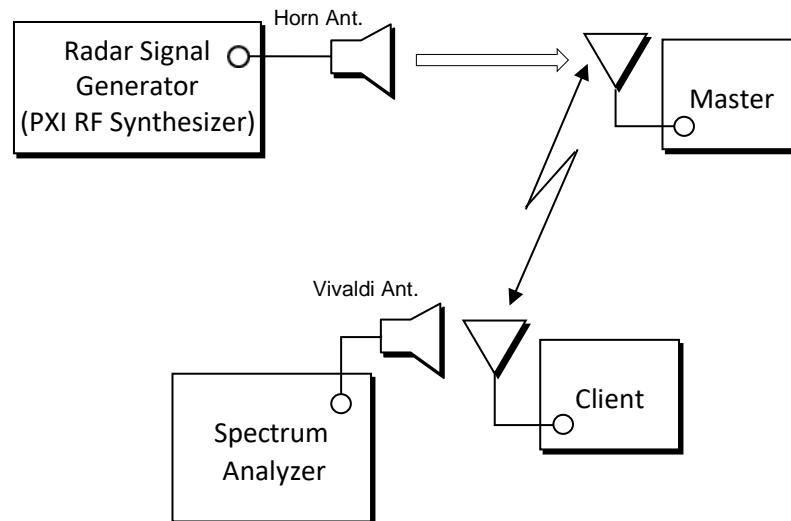 Horn Ant.
Radar Signal
Generator
(PXI RF Synthesizer)
Master
Vivaldi Ant.
Client
Spectrum
Analyzer